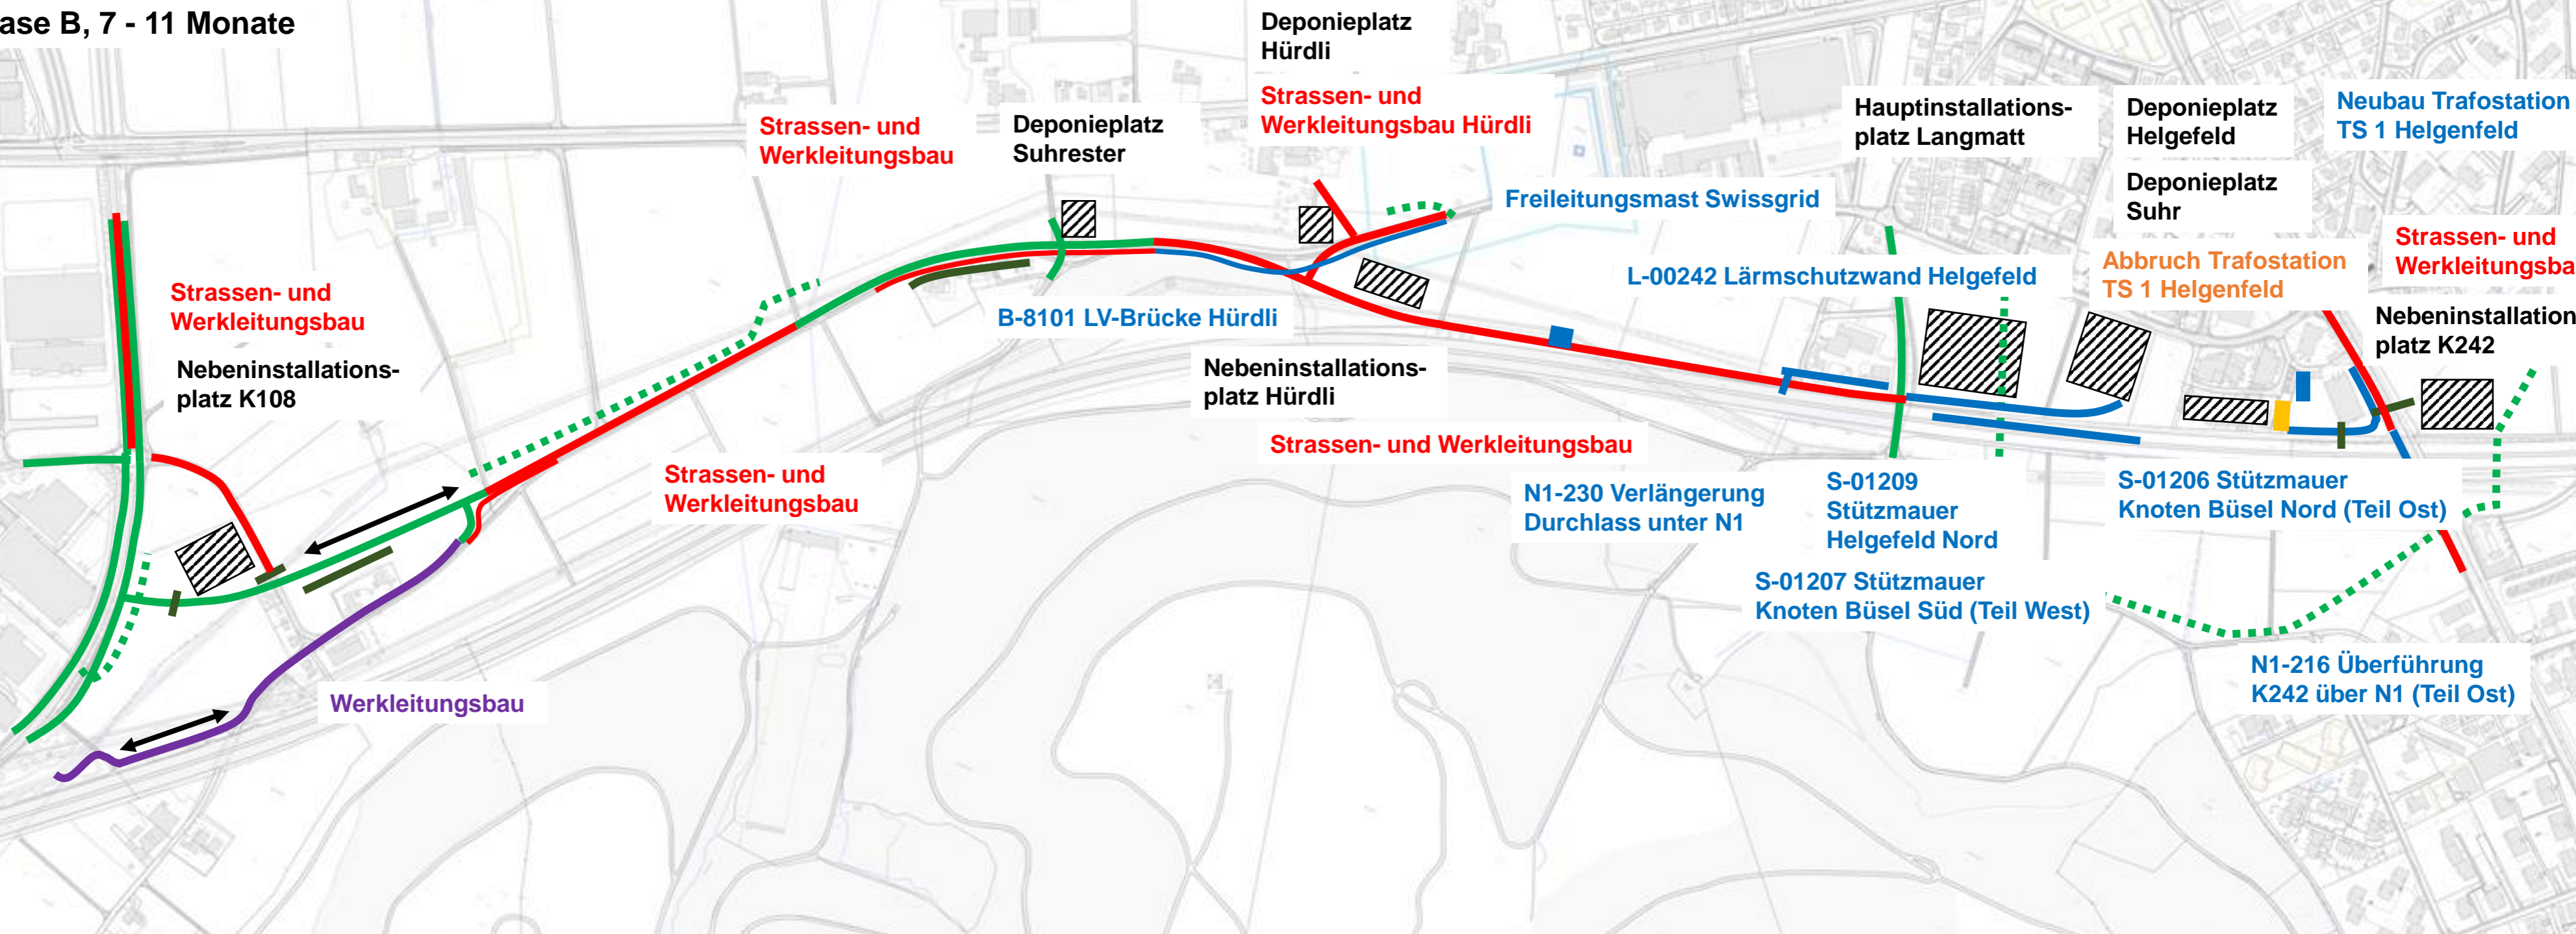 ase B, 7 - 11 Monate
Deponieplatz
Hürdli
Strassen- und
Werkleitungsbau Hürdli
Strassen- und
Werkleitungsbau
Deponieplatz
Suhrester
Hauptinstallations-
platz Langmatt
Deponieplatz
Helgefeld
Neubau Trafostation
TS 1 Helgenfeld
Deponieplatz
Suhr
Freileitungsmast Swissgrid
Strassen- und
Werkleitungsba
Abbruch Trafostation
TS 1 Helgenfeld
L-00242 Lärmschutzwand Helgefeld
Strassen- und
Werkleitungsbau
B-8101 LV-Brücke Hürdli
Nebeninstallation
platz K242
Nebeninstallations-
platz K108
Nebeninstallations-
platz Hürdli
Strassen- und Werkleitungsbau
Strassen- und
Werkleitungsbau
N1-230 Verlängerung
Durchlass unter N1
S-01209
Stützmauer
Helgefeld Nord
S-01206 Stützmauer
Knoten Büsel Nord (Teil Ost)
S-01207 Stützmauer
Knoten Büsel Süd (Teil West)
N1-216 Überführung
K242 über N1 (Teil Ost)
Werkleitungsbau